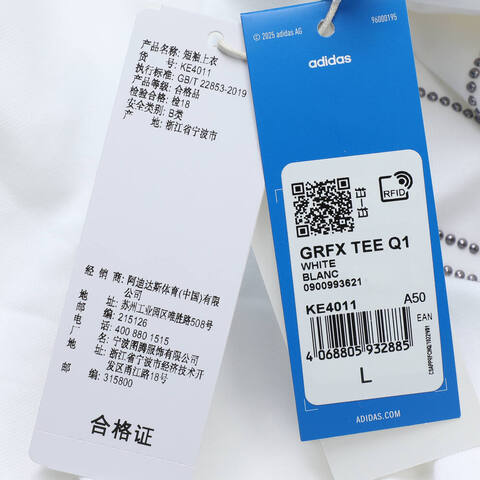 产品名称: 短袖上衣
货 号: KE4011
执行标准: GB/T 22853-2019
产品等级: 合格品
检验合格: 检18
安全类别: B类
产 地: 浙江省宁波市
经 销 商: 阿迪达斯体育(中国)有限
公司
地 址: 苏州工业园区唯胜路508号
邮 编: 215126
电 话: 400 880 1515
厂 名: 宁波图腾服饰有限公司
地 址: 浙江省宁波市经济技术开
发区甬江路18号
邮 编: 315800
合格证
© 2025 adidas AG
96000195
adidas
RFID
GRFX TEE Q1
WHITE
BLANC
0900993621
KE4011
A50
EAN
4 068805 932885
L
ADIDAS.COM